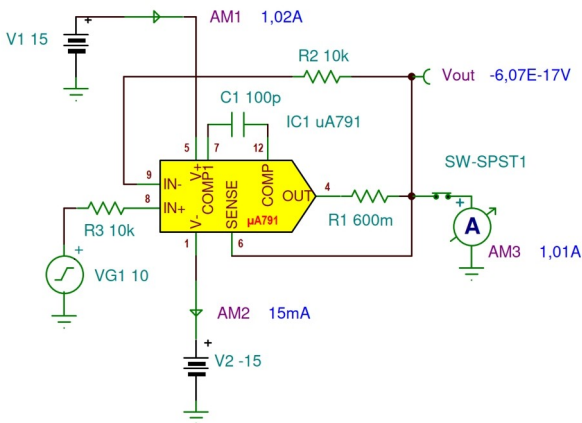 AM1 1,02A
V1 15
R2 10k
Vout -6,07E-17V
C1 100p
IC1 uA791
5 7 12
SW-SPST1
9 IN- V+ COMP1 COMP
8 IN+ OUT 4
SENSE
V- µA791
R1 600m
R3 10k
1 6
A
AM3 1,01A
VG1 10
AM2 15mA
V2 -15